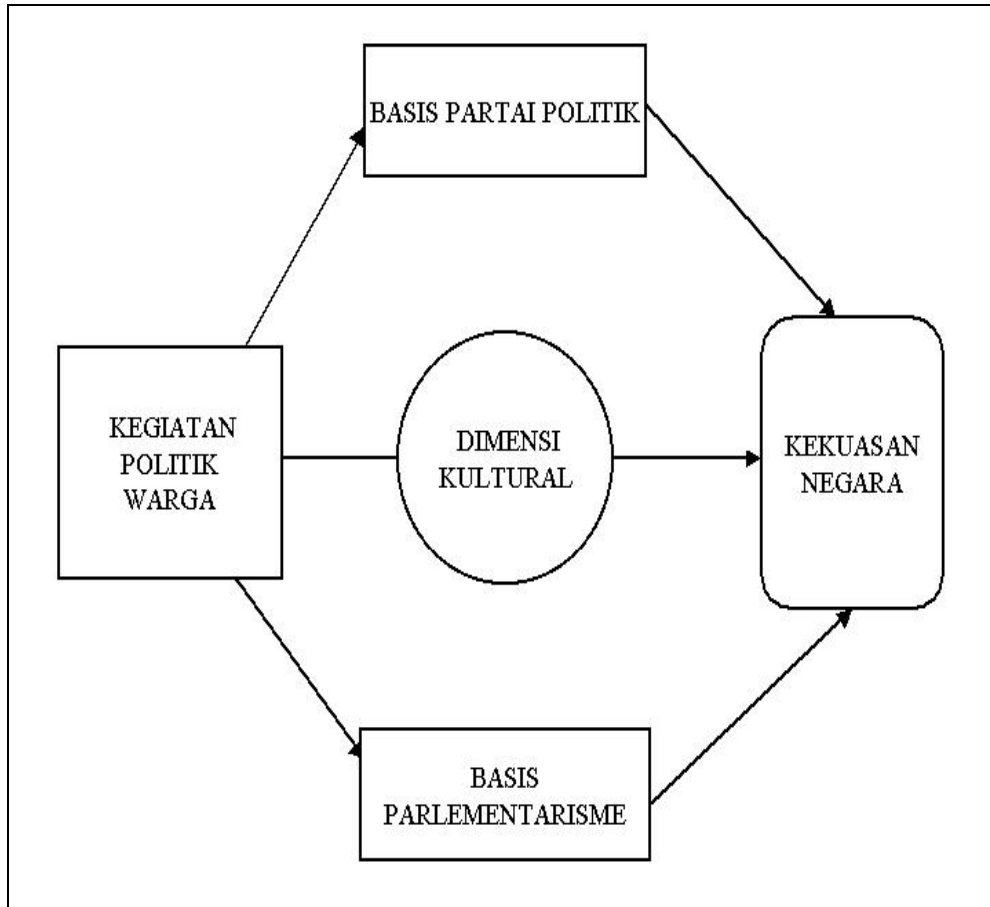 BASIS PARTAI POLITIK
KEGIATAN
POLITIK
WARGA
DIMENSI
KULTURAL
KEKUASAN
NEGARA
BASIS
PARLEMENTARISME